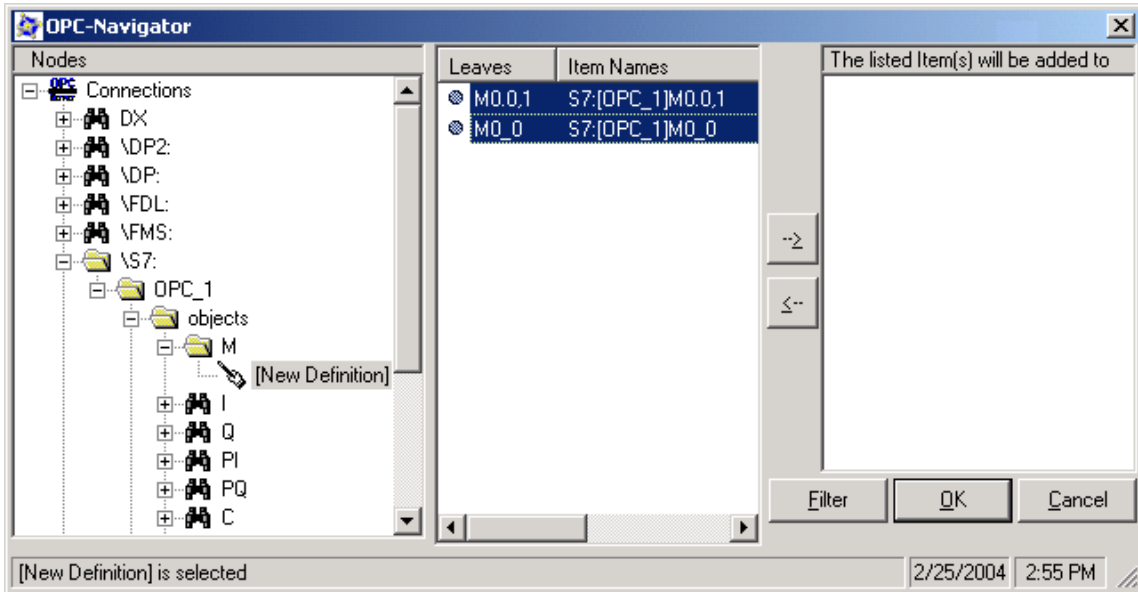 OPC-Navigator
Nodes
Connections
DX
\DP2:
\DP:
\FDL:
\FMS:
\S7:
OPC_1
objects
M
[New Definition]
I
Q
PI
PQ
C
Leaves Item Names
M0.0,1 S7:[OPC_1]M0.0,1
M0_0 S7:[OPC_1]M0_0
-->
<--
The listed Item(s) will be added to
Filter OK Cancel
[New Definition] is selected 2/25/2004 2:55 PM